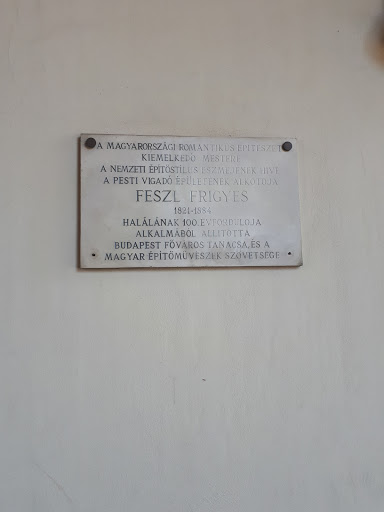 A MAGYARORSZÁGI ROMANTIKUS ÉPÍTÉSZET
KIEMELKEDŐ MESTERE
A NEMZETI ÉPÍTŐSTÍLUS ESZMÉJÉNEK HÍVE
A PESTI VIGADÓ ÉPÜLETÉNEK ALKOTÓJA
FESZL FRIGYES
1821-1884
HALÁLÁNAK 100. ÉVFORDULÓJA
ALKALMÁBÓL ÁLLÍTOTTA
BUDAPEST FŐVÁROS TANÁCSA, ÉS A
MAGYAR ÉPÍTŐMŰVÉSZEK SZÖVETSÉGE